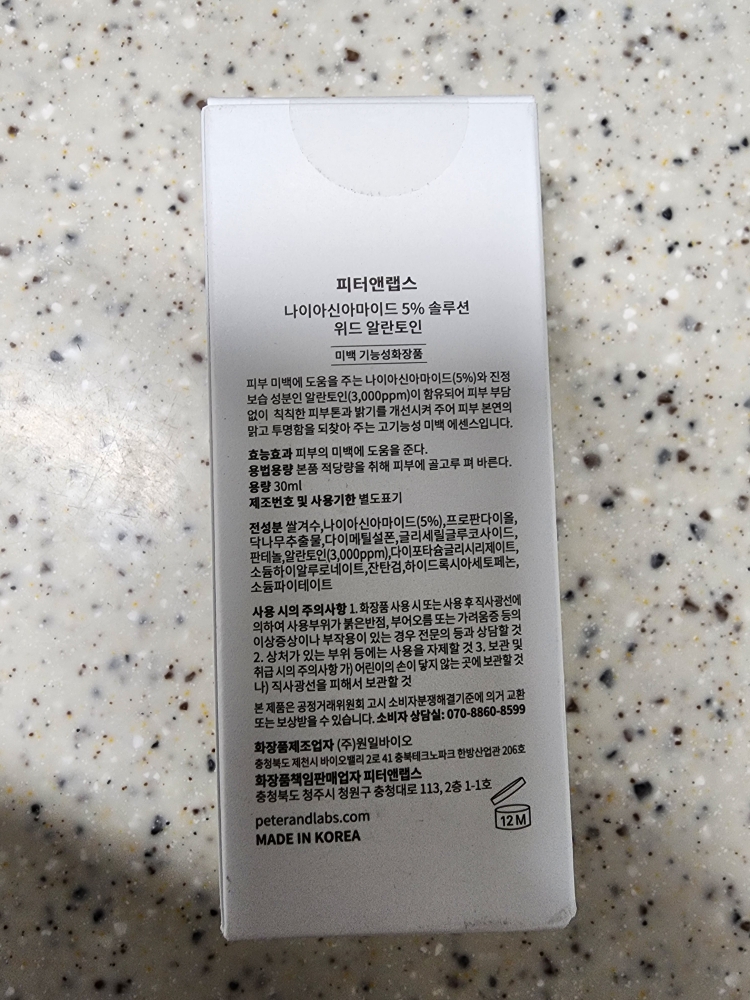 피터앤랩스
나이아신아마이드 5% 솔루션
위드 알란토인
미백 기능성화장품
피부 미백에 도움을 주는 나이아신아마이드(5%)와 진정
보습 성분인 알란토인(3,000ppm)이 함유되어 피부 부담
없이 칙칙한 피부톤과 밝기를 개선시켜 주어 피부 본연의
맑고 투명함을 되찾아 주는 고기능성 미백 에센스입니다.
효능효과 피부의 미백에 도움을 준다.
용법용량 본품 적당량을 취해 피부에 골고루 펴 바른다.
용량 30ml
제조번호 및 사용기한 별도표기
전성분 쌀겨수,나이아신아마이드(5%),프로판다이올,
닥나무추출물,다이메틸설폰,글리세릴글루코사이드,
판테놀,알란토인(3,000ppm),다이포타슘글리시리제이트,
소듐하이알루로네이트,잔탄검,하이드록시아세토페논,
소듐파이테이트
사용 시의 주의사항 1. 화장품 사용 시 또는 사용 후 직사광선에
의하여 사용부위가 붉은반점, 부어오름 또는 가려움증 등의
이상증상이나 부작용이 있는 경우 전문의 등과 상담할 것
2. 상처가 있는 부위 등에는 사용을 자제할 것 3. 보관 및
취급 시의 주의사항 가) 어린이의 손이 닿지 않는 곳에 보관할 것
나) 직사광선을 피해서 보관할 것
본 제품은 공정거래위원회 고시 소비자분쟁해결기준에 의거 교환
또는 보상받을 수 있습니다. 소비자 상담실: 070-8860-8599
화장품제조업자 (주)원일바이오
충청북도 제천시 바이오밸리 2로 41 충북테크노파크 한방산업관 206호
화장품책임판매업자 피터앤랩스
충청북도 청주시 청원구 충청대로 113, 2층 1-1호
peterandlabs.com
MADE IN KOREA
12M